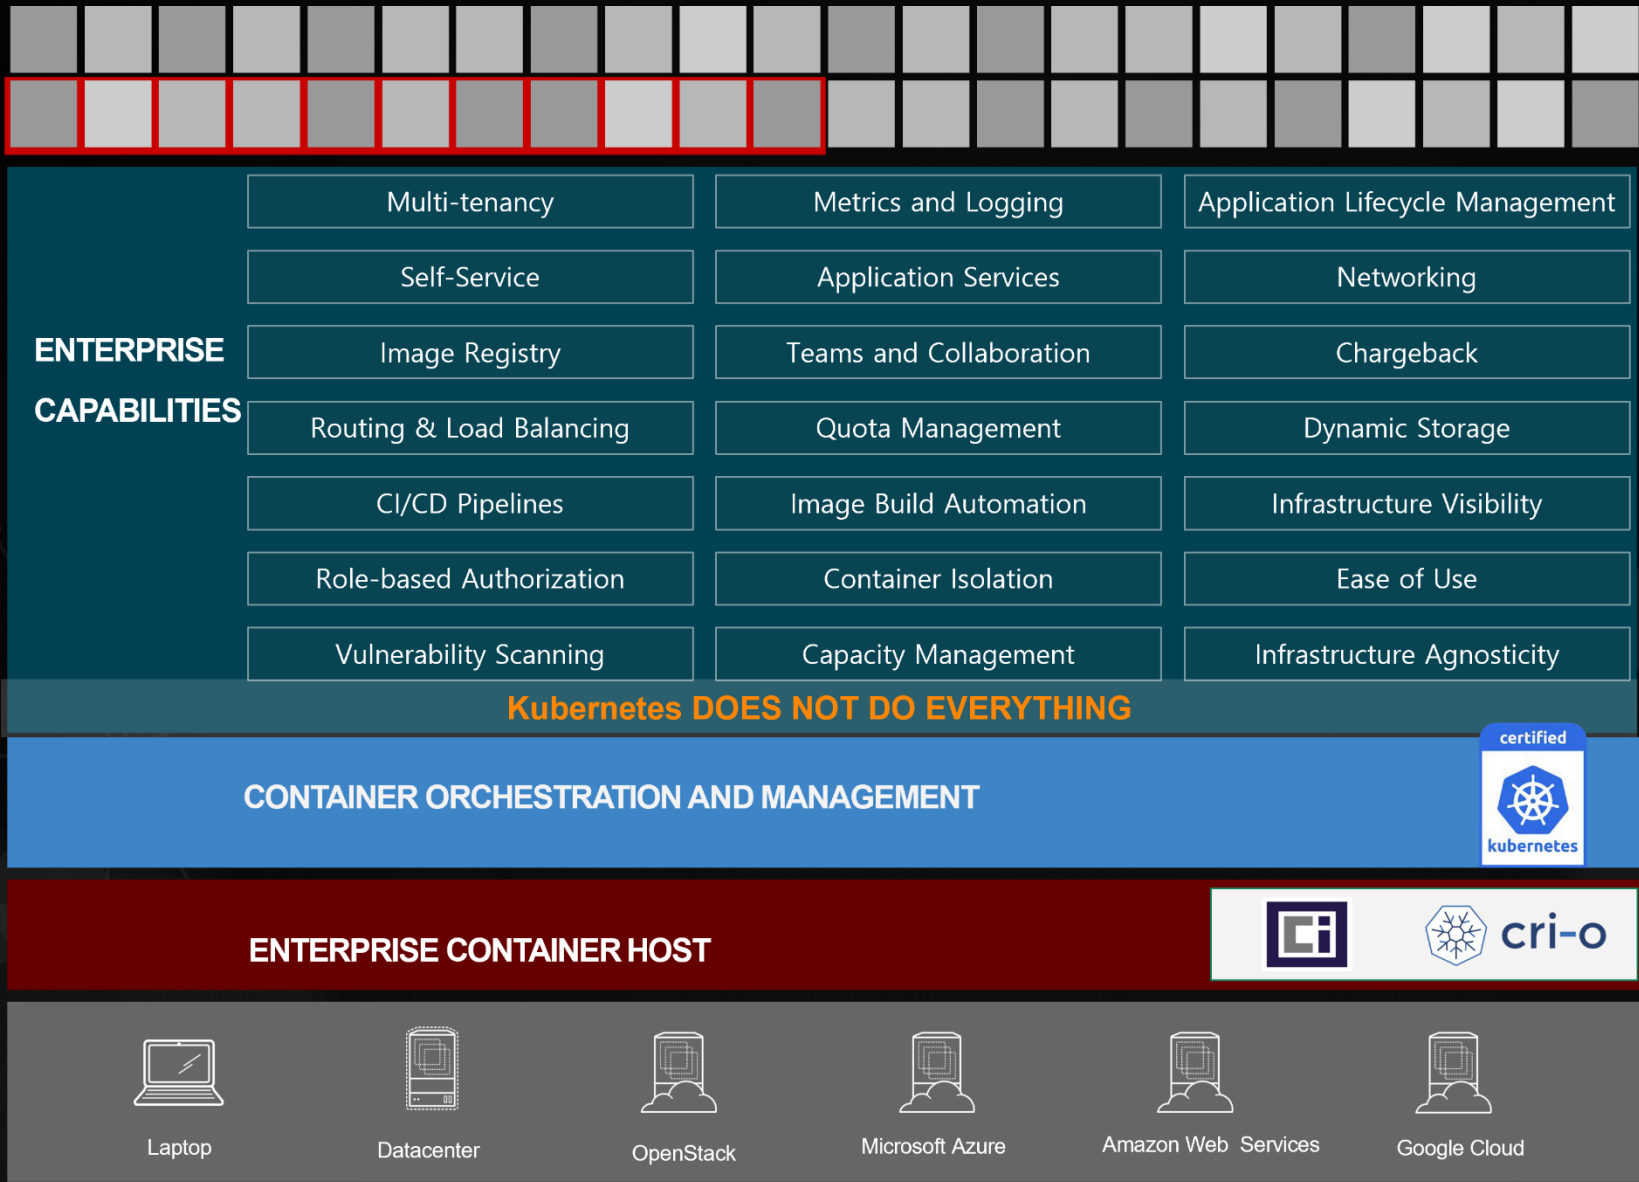 Multi-tenancy
Metrics and Logging
Application Lifecycle Management
Self-Service
Application Services
Networking
ENTERPRISE
CAPABILITIES
Image Registry
Teams and Collaboration
Chargeback
Routing & Load Balancing
Quota Management
Dynamic Storage
CI/CD Pipelines
Image Build Automation
Infrastructure Visibility
Role-based Authorization
Container Isolation
Ease of Use
Vulnerability Scanning
Capacity Management
Infrastructure Agnosticity
Kubernetes DOES NOT DO EVERYTHING
CONTAINER ORCHESTRATION AND MANAGEMENT
certified
kubernetes
ENTERPRISE CONTAINER HOST
Ci
cri-o
Laptop
Datacenter
OpenStack
Microsoft Azure
Amazon Web Services
Google Cloud